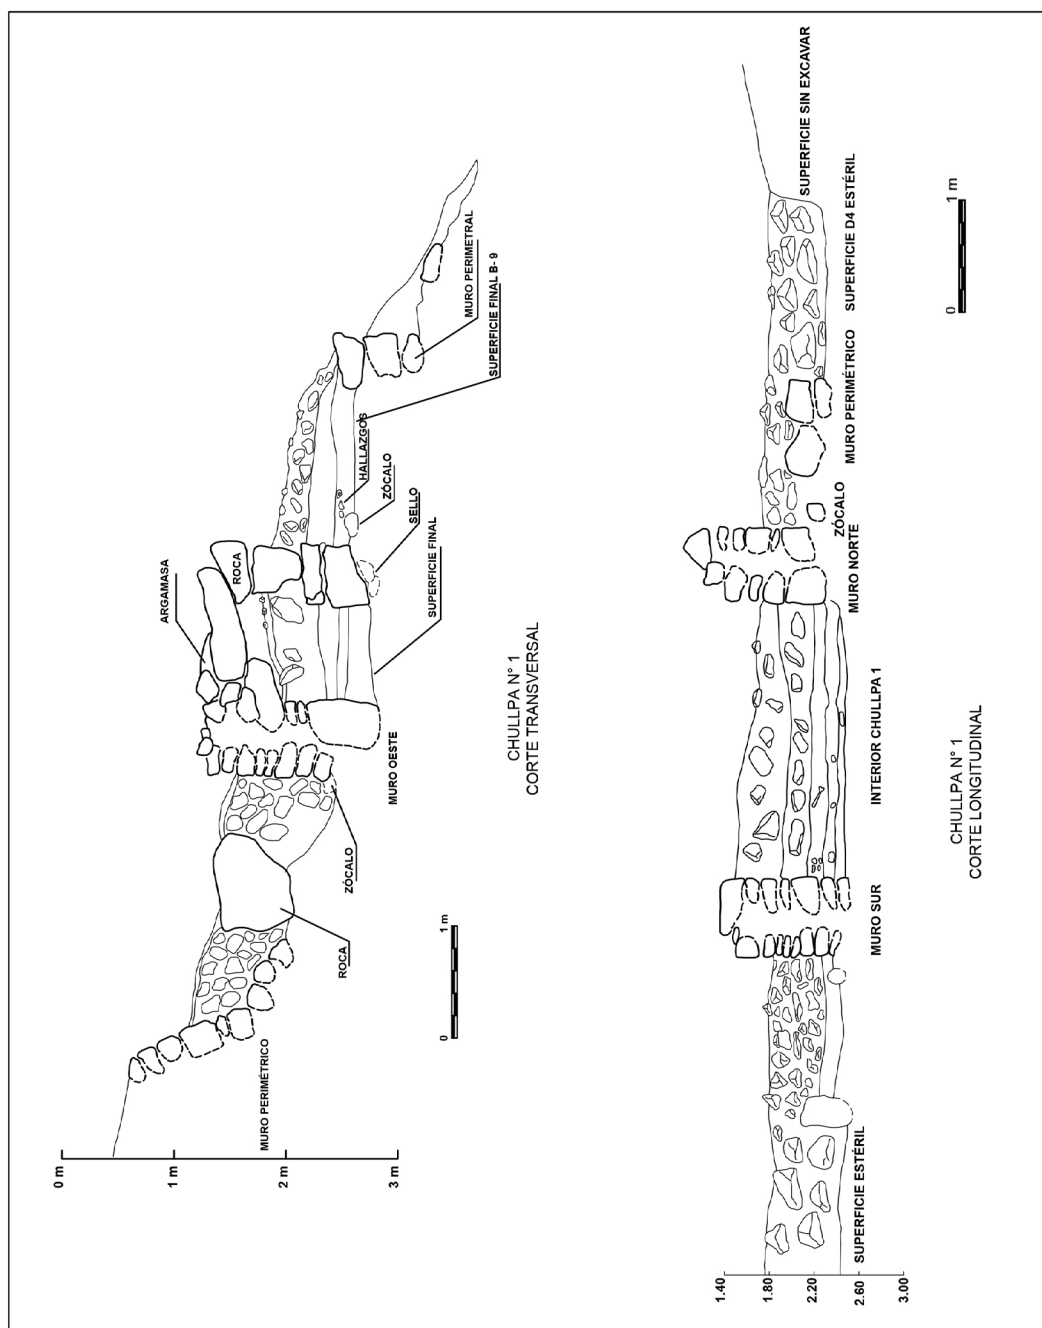 0 m
1 m
2 m
3 m
MURO PERIMÉTRICO
ROCA
ZÓCALO
MURO OESTE
ARGAMASA
ROCA
SUPERFICIE FINAL
SELLO
ZÓCALO
HALLAZGOS
SUPERFICIE FINAL B- 9
MURO PERIMETRAL
0
1 m
CHULLPA N° 1
CORTE TRANSVERSAL
1.40
1.80
2.20
2.60
3.00
SUPERFICIE ESTÉRIL
MURO SUR
INTERIOR CHULLPA 1
MURO NORTE
ZÓCALO
MURO PERIMÉTRICO
SUPERFICIE D4 ESTÉRIL
SUPERFICIE SIN EXCAVAR
CHULLPA N° 1
CORTE LONGITUDINAL
0
1 m